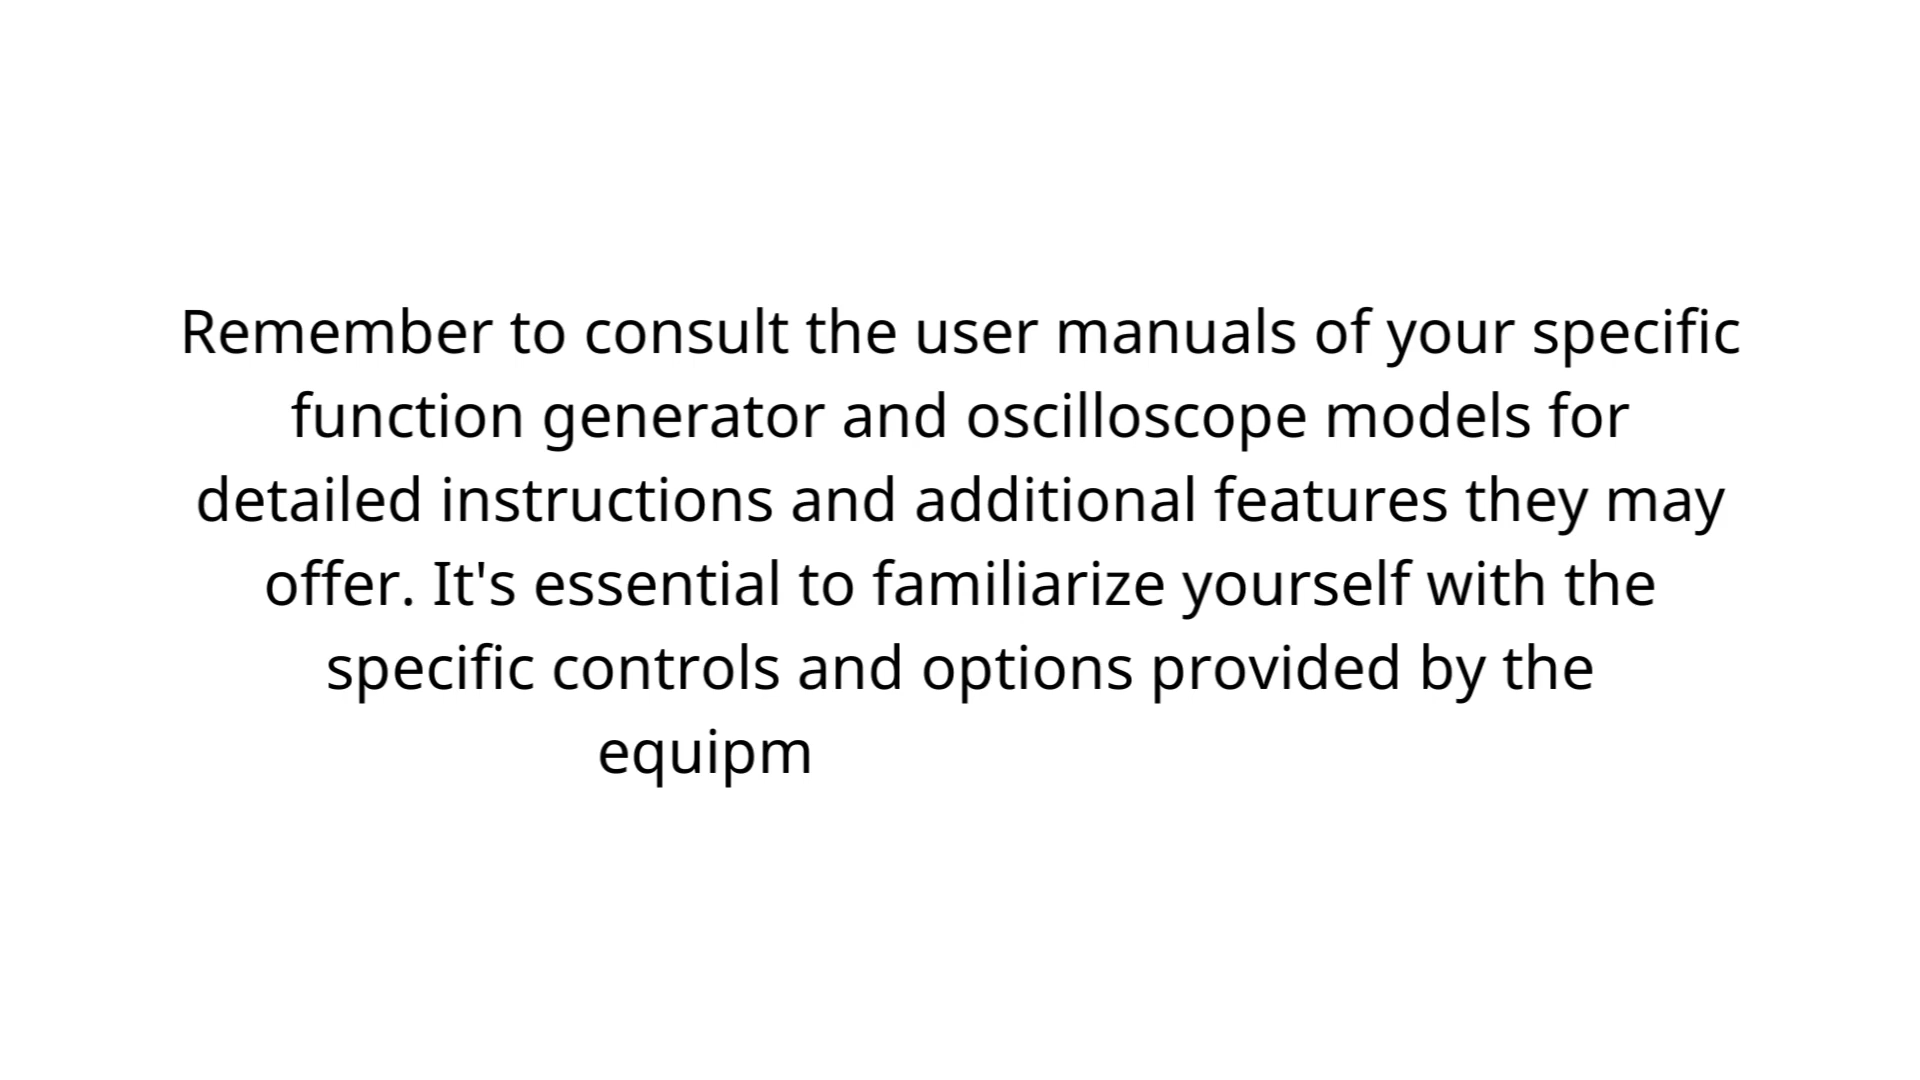 Remember to consult the user manuals of your specific
function generator and oscilloscope models for
detailed instructions and additional features they may
offer. It's essential to familiarize yourself with the
specific controls and options provided by the
equipm